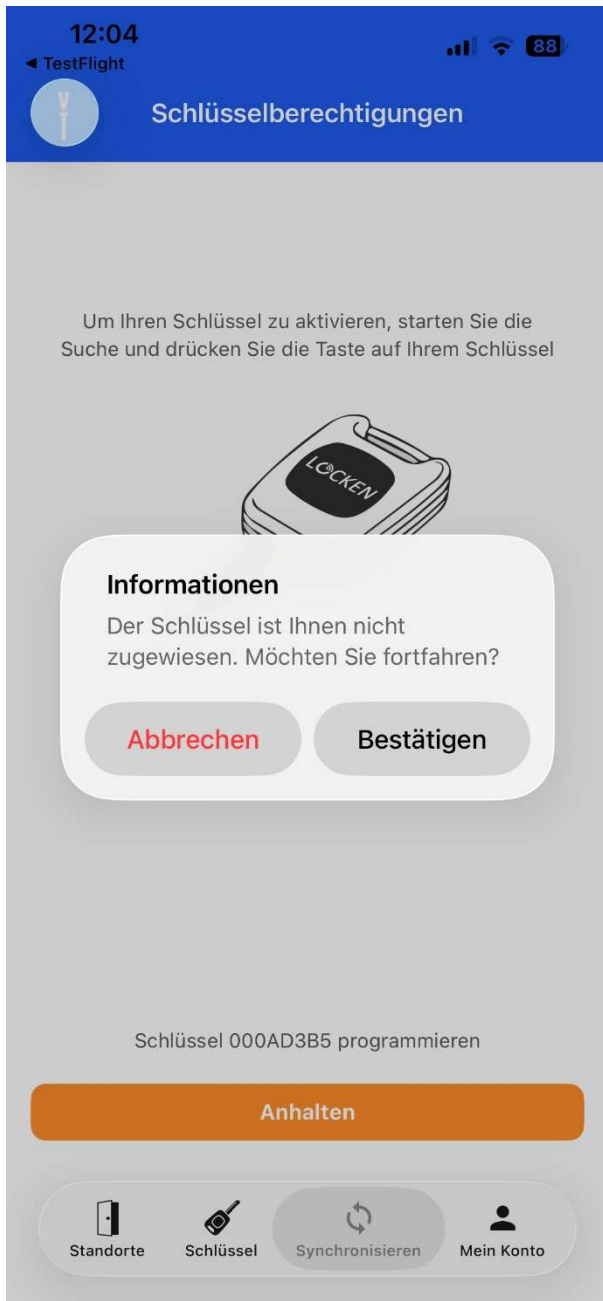 12:04
88
◀ TestFlight
VT
Schlüsselberechtigungen
Um Ihren Schlüssel zu aktivieren, starten Sie die
Suche und drücken Sie die Taste auf Ihrem Schlüssel
LOCKEN
Informationen
Der Schlüssel ist Ihnen nicht
zugewiesen. Möchten Sie fortfahren?
Abbrechen Bestätigen
Schlüssel 000AD3B5 programmieren
Anhalten
Standorte Schlüssel Synchronisieren Mein Konto